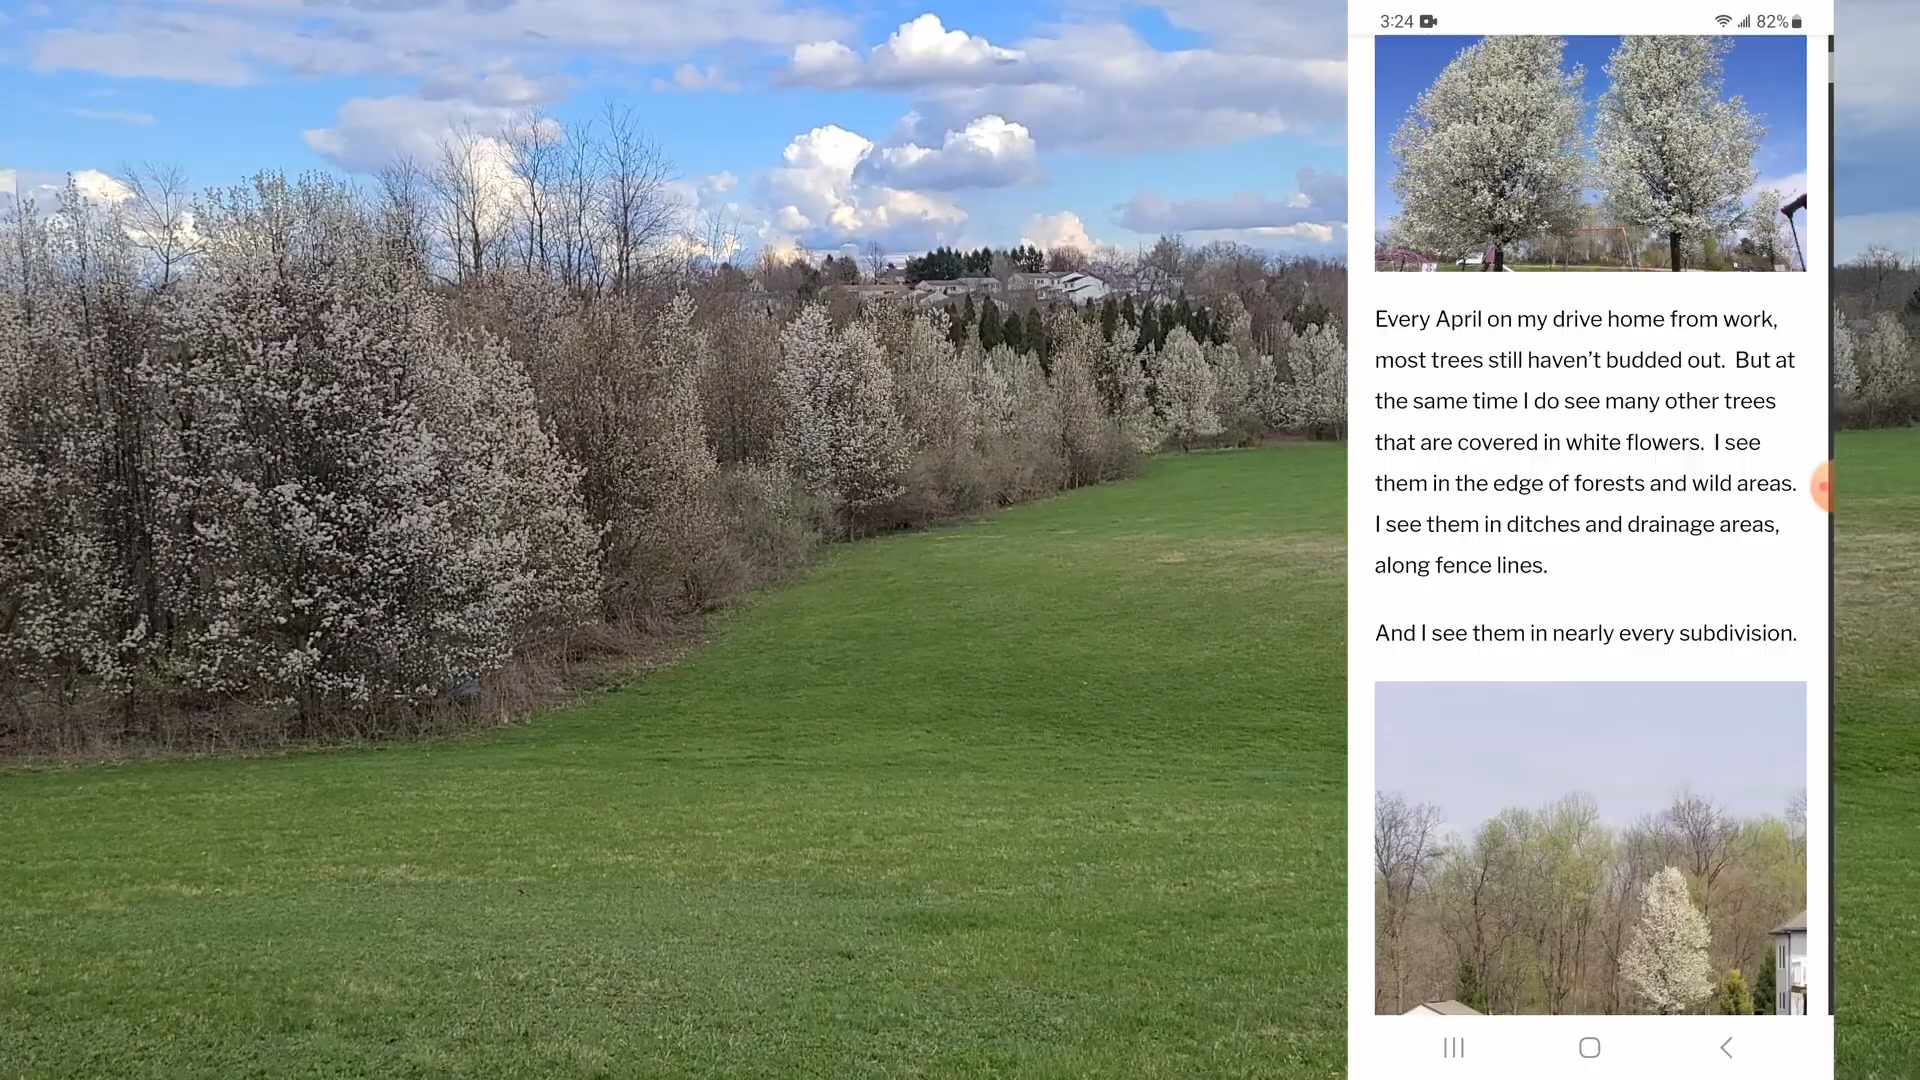 3:24
82%
Every April on my drive home from work,
most trees still haven’t budded out.  But at
the same time I do see many other trees
that are covered in white flowers.  I see
them in the edge of forests and wild areas.
I see them in ditches and drainage areas,
along fence lines.
And I see them in nearly every subdivision.